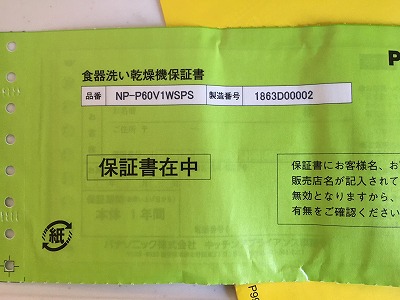 P
食器洗い乾燥機保証書
品番 NP-P60V1WSPS 製造番号 1863D00002
保証書在中
保証書にお客様名、お
販売店名が記入されて
無効となりますから、
有無をご確認ください
紙